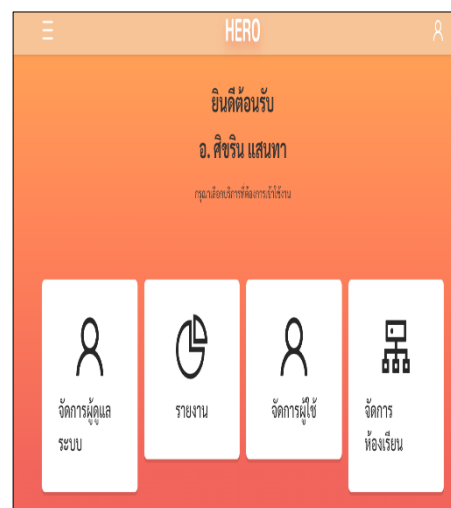 HERO
ยินดีต้อนรับ
อ. ศิขริน แสนทา
กรุณาเลือกบริการที่ต้องการเข้าใช้งาน
จัดการผู้ดูแล
ระบบ
รายงาน
จัดการผู้ใช้
จัดการ
ห้องเรียน